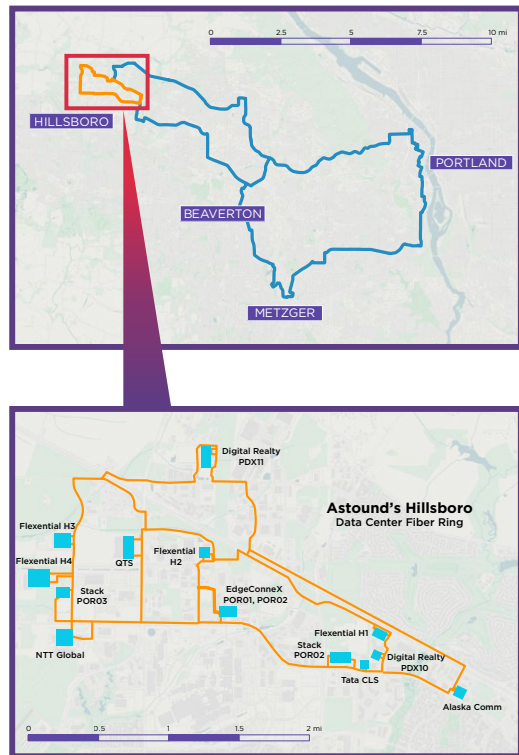 0 2.5 5 7.5 10 mi
HILLSBORO
PORTLAND
BEAVERTON
METZGER
Digital Realty
PDX11
Astound's Hillsboro
Data Center Fiber Ring
Flexential H3
Flexential H4
QTS
Flexential
H2
Stack
POR03
EdgeConneX
POR01, POR02
NTT Global
Flexential H1
Stack
POR02
Digital Realty
PDX10
Tata CLS
Alaska Comm
0 0.5 1 1.5 2 mi